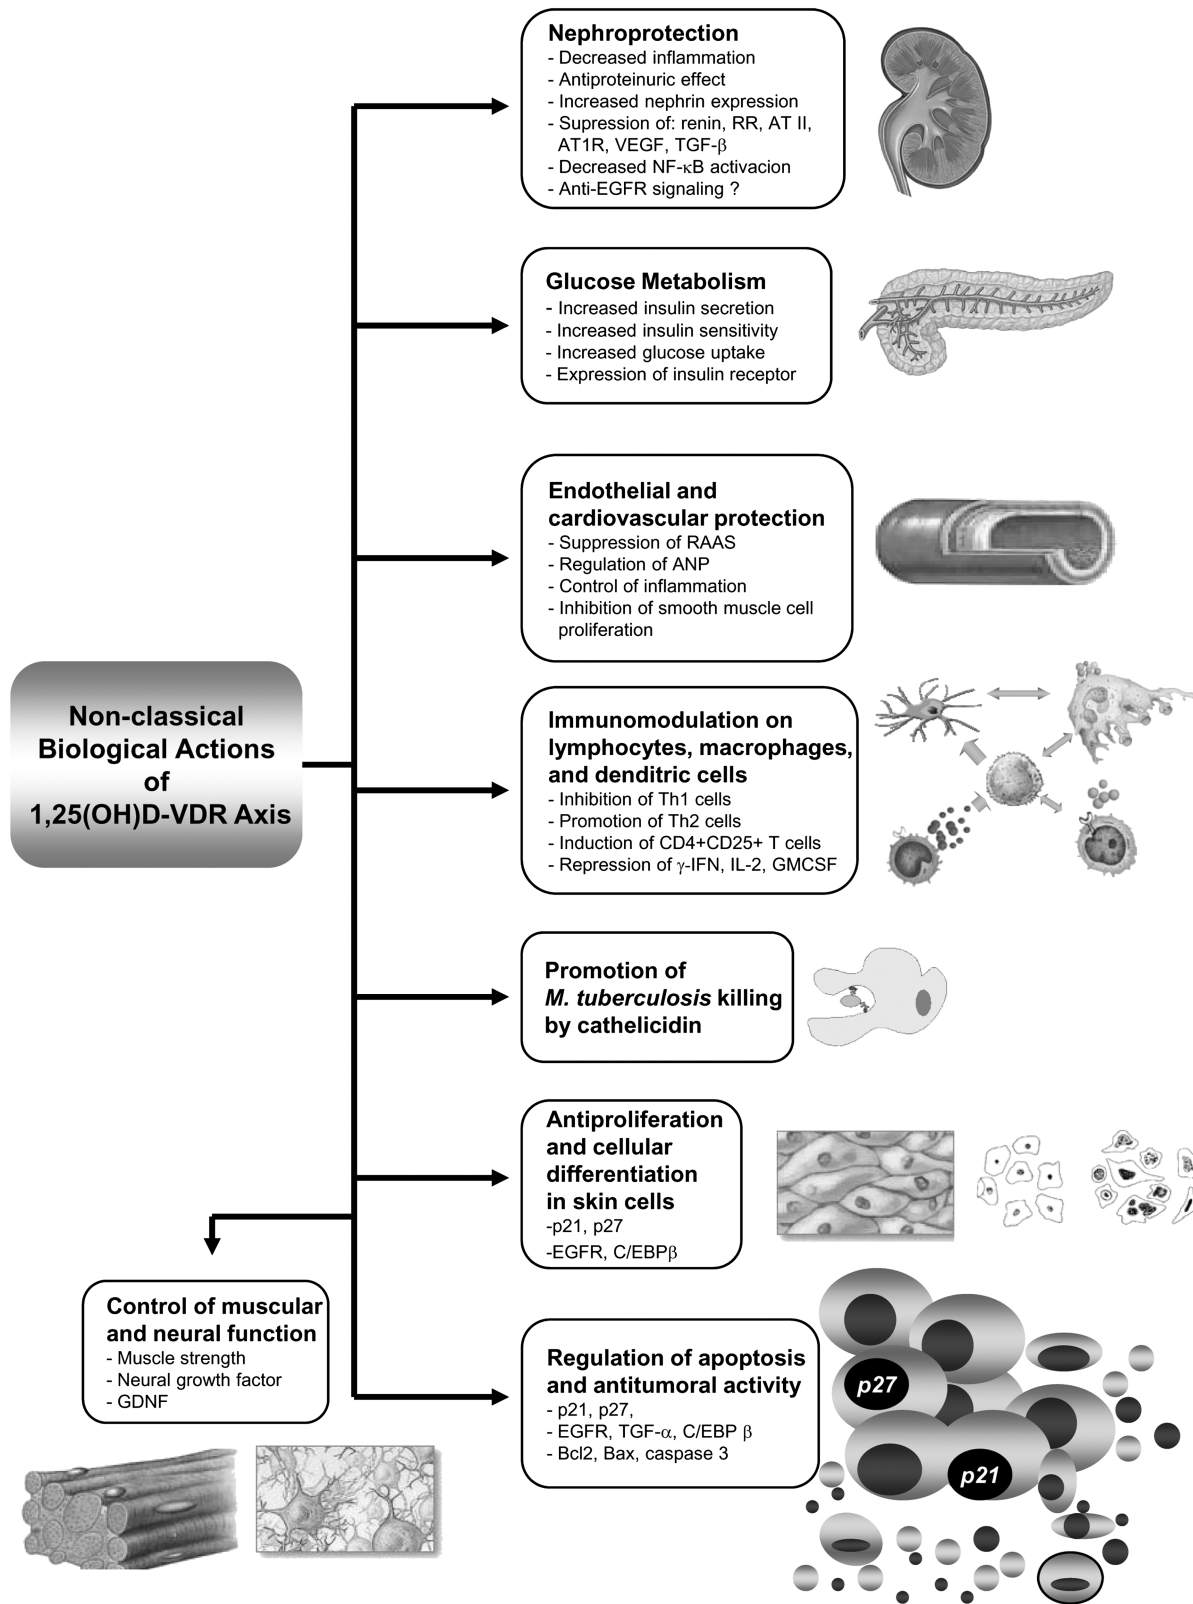 Nephroprotection
- Decreased inflammation
- Antiproteinuric effect
- Increased nephrin expression
- Supression of: renin, RR, AT II,
AT1R, VEGF, TGF-β
- Decreased NF-κB activacion
- Anti-EGFR signaling ?
Glucose Metabolism
- Increased insulin secretion
- Increased insulin sensitivity
- Increased glucose uptake
- Expression of insulin receptor
Endothelial and
cardiovascular protection
- Suppression of RAAS
- Regulation of ANP
- Control of inflammation
- Inhibition of smooth muscle cell
proliferation
Non-classical
Biological Actions
of
1,25(OH)D-VDR Axis
Immunomodulation on
lymphocytes, macrophages,
and denditric cells
- Inhibition of Th1 cells
- Promotion of Th2 cells
- Induction of CD4+CD25+ T cells
- Repression of γ-IFN, IL-2, GMCSF
Promotion of
M. tuberculosis killing
by cathelicidin
Antiproliferation
and cellular
differentiation
in skin cells
-p21, p27
-EGFR, C/EBPβ
Control of muscular
and neural function
- Muscle strength
- Neural growth factor
- GDNF
Regulation of apoptosis
and antitumoral activity
- p21, p27,
- EGFR, TGF-α, C/EBP β
- Bcl2, Bax, caspase 3
p27
p21